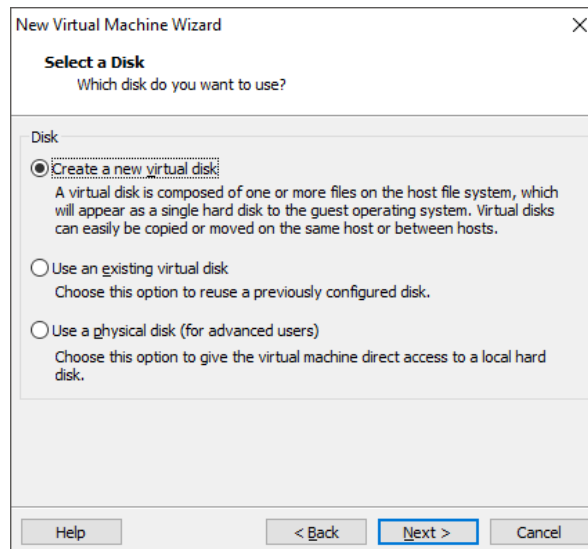 New Virtual Machine Wizard
Select a Disk
Which disk do you want to use?
Disk
Create a new virtual disk
A virtual disk is composed of one or more files on the host file system, which
will appear as a single hard disk to the guest operating system. Virtual disks
can easily be copied or moved on the same host or between hosts.
Use an existing virtual disk
Choose this option to reuse a previously configured disk.
Use a physical disk (for advanced users)
Choose this option to give the virtual machine direct access to a local hard
disk.
Help < Back Next > Cancel